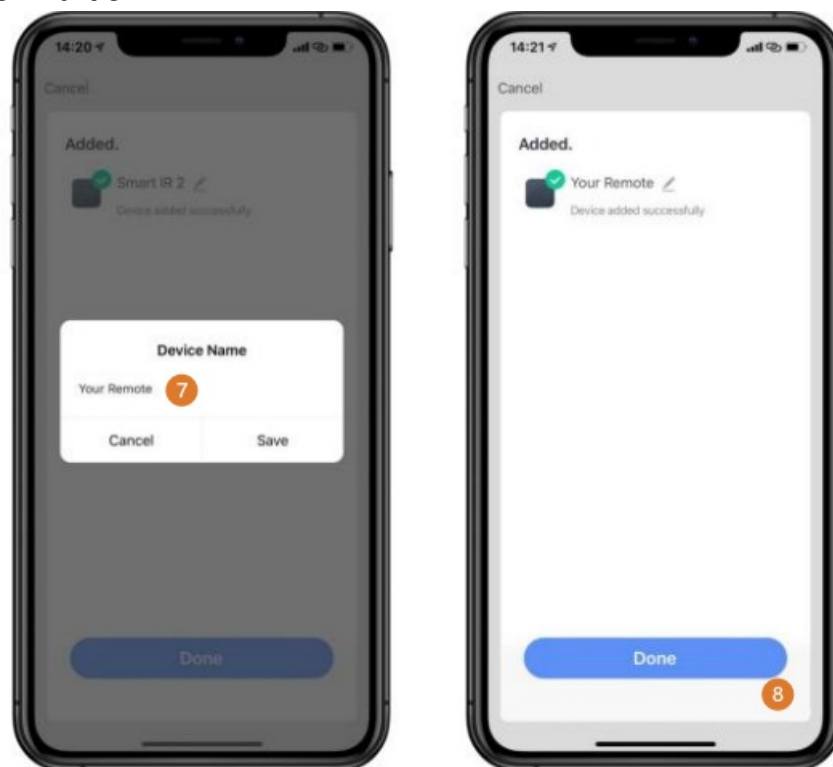 14:20
Cancel
Added.
Smart IR 2
Device added successfully
Device Name
Your Remote
7
Cancel
Save
Done
14:21
Cancel
Added.
Your Remote
Device added successfully
Done
8